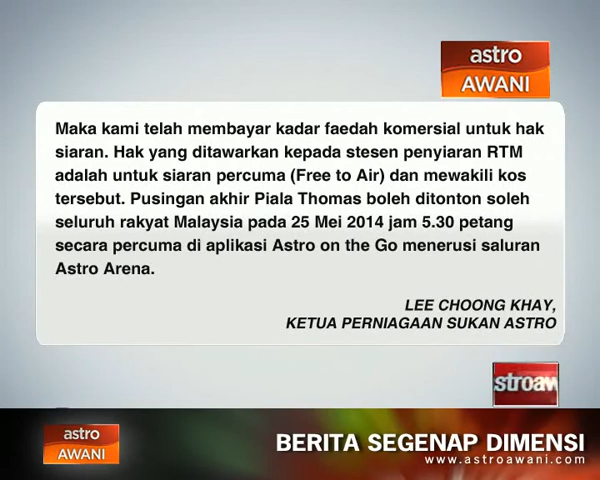 astro
AWANI
Maka kami telah membayar kadar faedah komersial untuk hak
siaran. Hak yang ditawarkan kepada stesen penyiaran RTM
adalah untuk siaran percuma (Free to Air) dan mewakili kos
tersebut. Pusingan akhir Piala Thomas boleh ditonton soleh
seluruh rakyat Malaysia pada 25 Mei 2014 jam 5.30 petang
secara percuma di aplikasi Astro on the Go menerusi saluran
Astro Arena.
LEE CHOONG KHAY,
KETUA PERNIAGAAN SUKAN ASTRO
stroaw
astro
AWANI
BERITA SEGENAP DIMENSI
www.astroawani.com